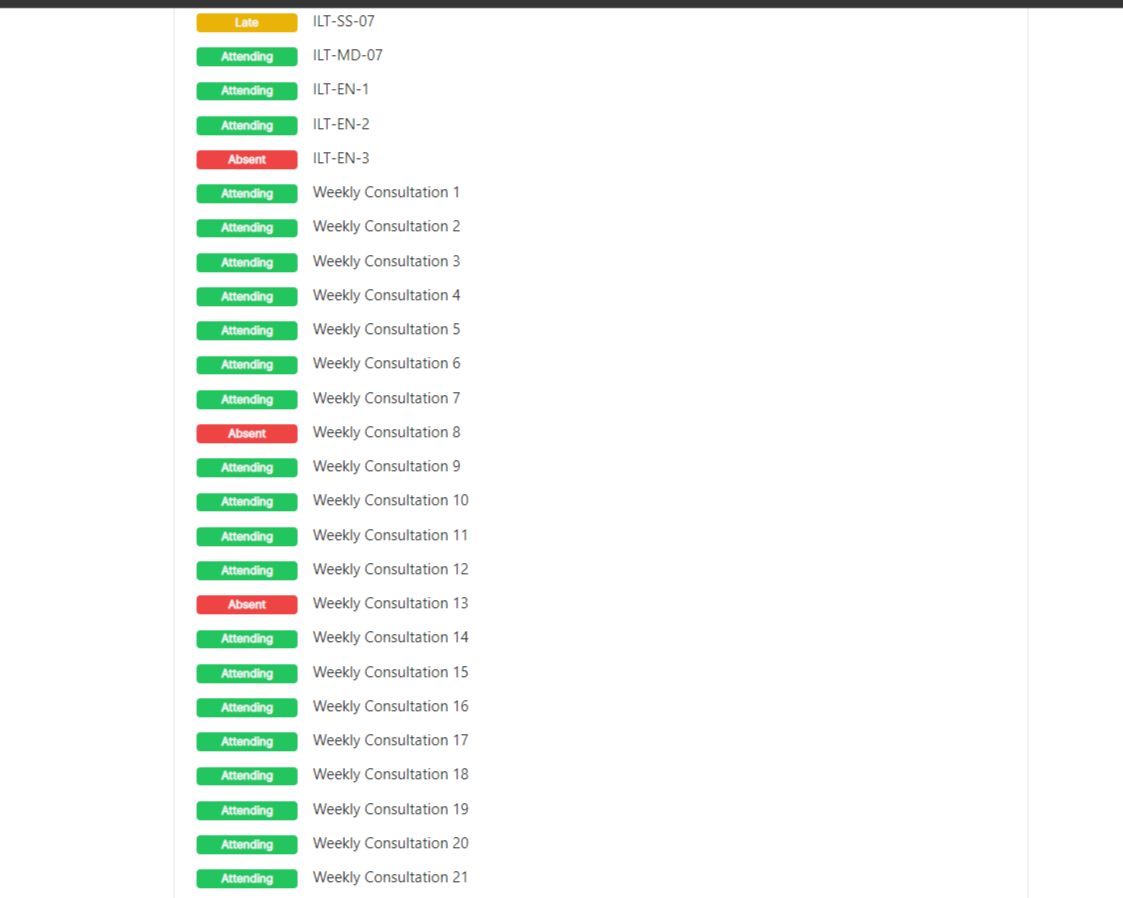 Late ILT-SS-07
Attending ILT-MD-07
Attending ILT-EN-1
Attending ILT-EN-2
Absent ILT-EN-3
Attending Weekly Consultation 1
Attending Weekly Consultation 2
Attending Weekly Consultation 3
Attending Weekly Consultation 4
Attending Weekly Consultation 5
Attending Weekly Consultation 6
Attending Weekly Consultation 7
Absent Weekly Consultation 8
Attending Weekly Consultation 9
Attending Weekly Consultation 10
Attending Weekly Consultation 11
Attending Weekly Consultation 12
Absent Weekly Consultation 13
Attending Weekly Consultation 14
Attending Weekly Consultation 15
Attending Weekly Consultation 16
Attending Weekly Consultation 17
Attending Weekly Consultation 18
Attending Weekly Consultation 19
Attending Weekly Consultation 20
Attending Weekly Consultation 21